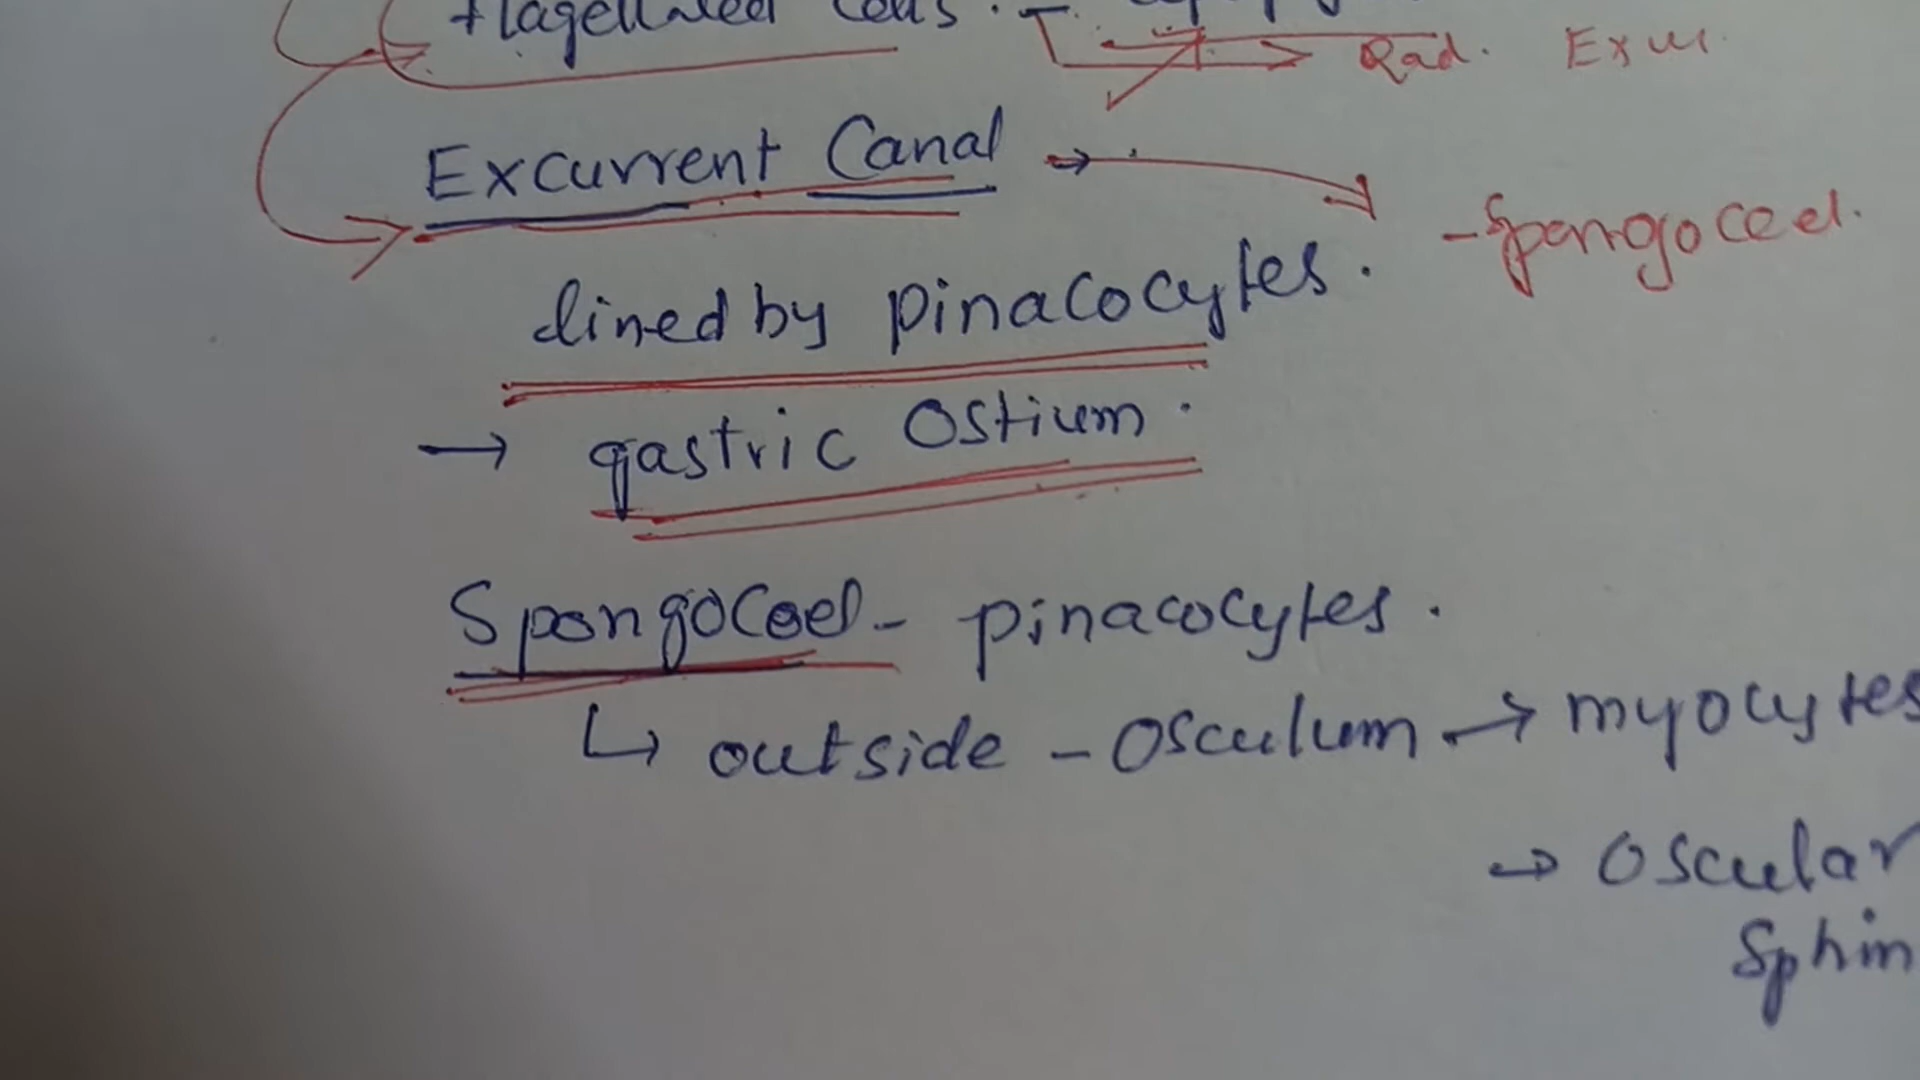 flagellated cells.
→ Rad. Excu.
Excurrent Canal → - Spongocoel.
lined by pinacocytes.
→ gastric Ostium.
Spongocoel - pinacocytes.
↳ outside - Osculum → myocytes
→ Oscular
Sphin